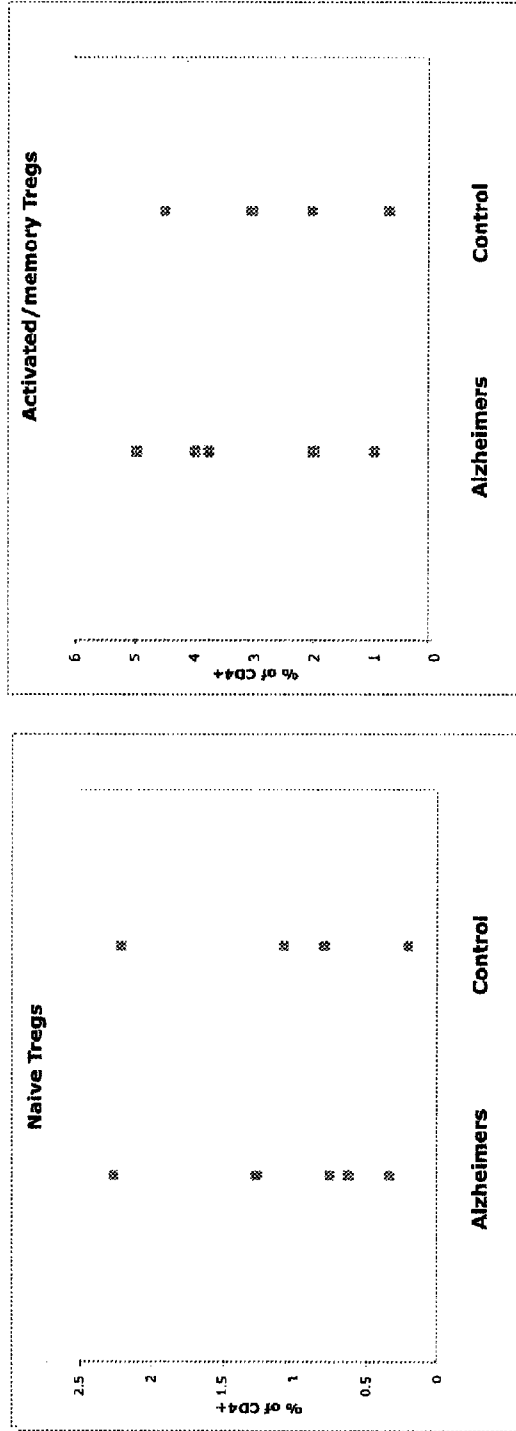 Naive Tregs
2.5
2
1.5
1
0.5
0
% of CD4+
Alzheimers
Control
Activated/memory Tregs
6
5
4
3
2
1
0
% of CD4+
Alzheimers
Control